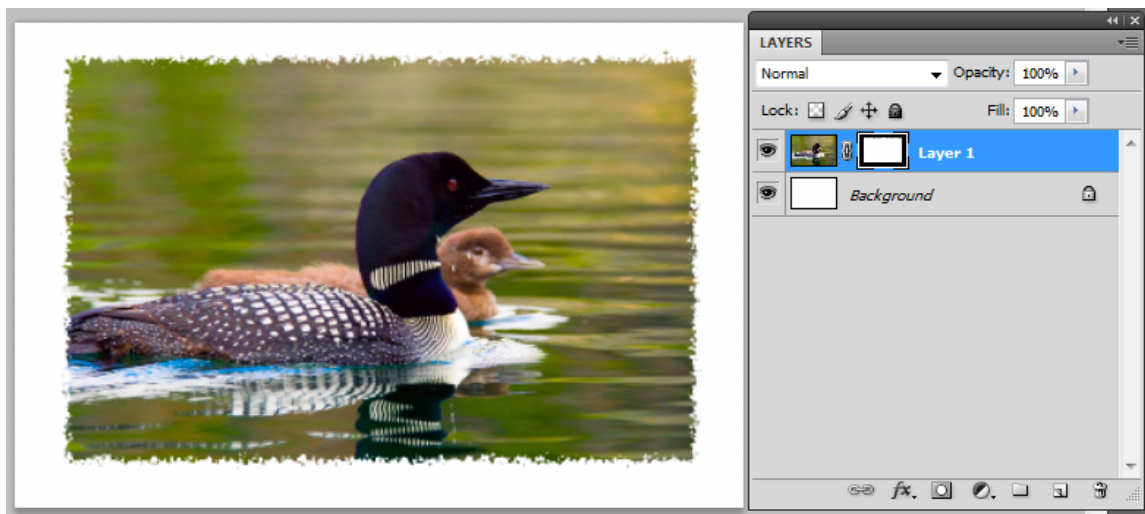 LAYERS
Normal Opacity: 100%
Lock: Fill: 100%
Layer 1
Background
fx.